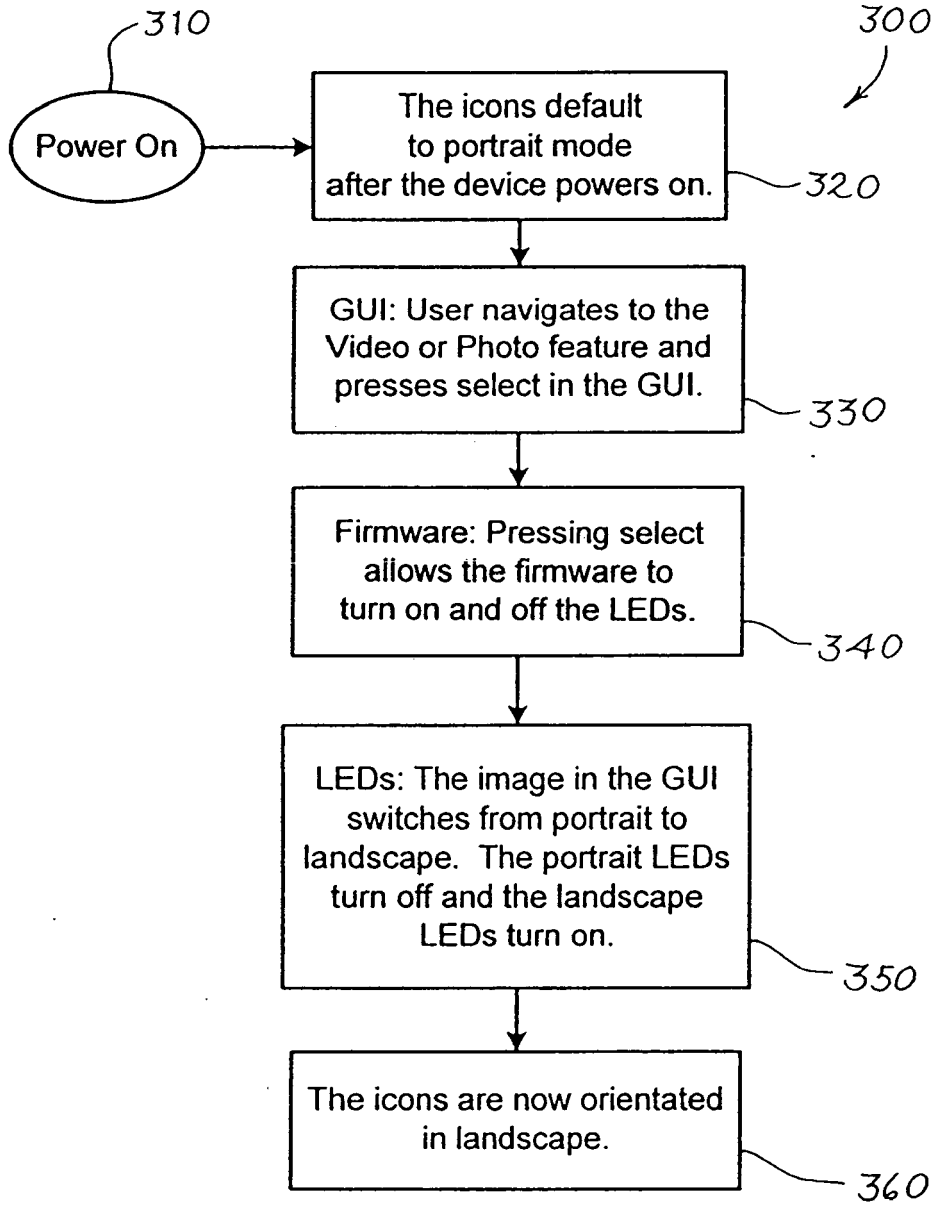 310
300
Power On
The icons default
to portrait mode
after the device powers on.
320
GUI: User navigates to the
Video or Photo feature and
presses select in the GUI.
330
Firmware: Pressing select
allows the firmware to
turn on and off the LEDs.
340
LEDs: The image in the GUI
switches from portrait to
landscape. The portrait LEDs
turn off and the landscape
LEDs turn on.
350
The icons are now orientated
in landscape.
360